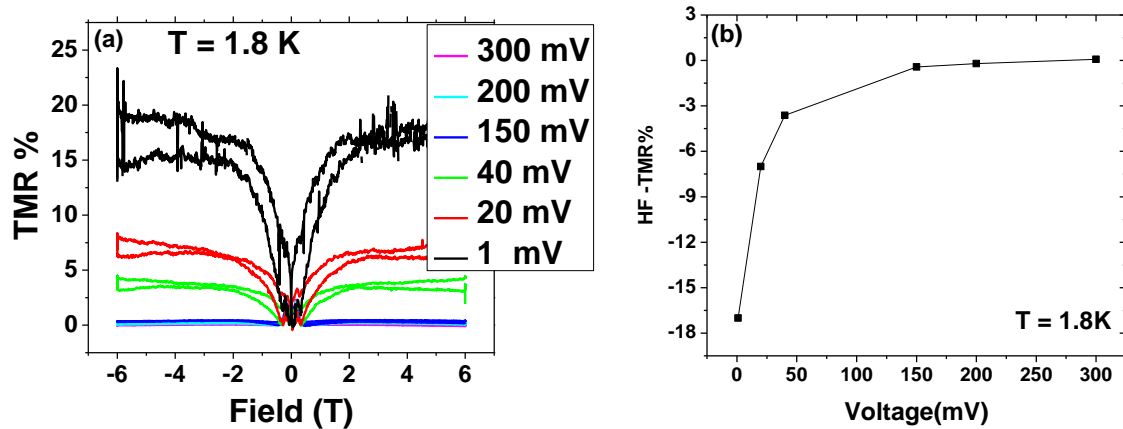 (a)
T = 1.8 K
300 mV
200 mV
150 mV
40 mV
20 mV
1 mV
TMR %
25
20
15
10
5
0
-6 -4 -2 0 2 4 6
Field (T)
(b)
HF -TMR%
3
0
-3
-6
-9
-12
-15
-18
T = 1.8K
0 50 100 150 200 250 300
Voltage(mV)